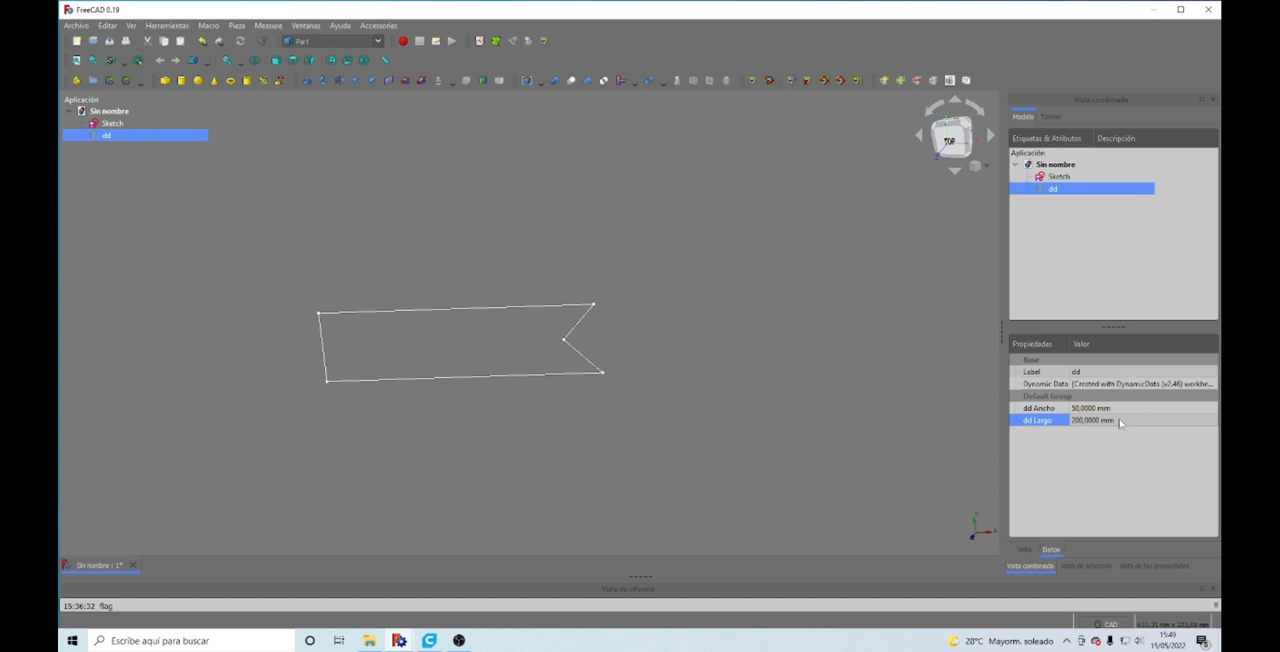 FreeCAD 0.19
Archivo Editar Ver Herramientas Macro Pieza Measure Ventanas Ayuda Accessories
Part
Aplicación
Sin nombre
Sketch
dd
TOP
Vista combinada
Modelo Tareas
Etiquetas & Atributos Descripción
Aplicación
Sin nombre
Sketch
dd
Propiedades Valor
Base
Label dd
Dynamic Data [Created with DynamicData (v2.46) workbe...
Default Group
dd Ancho 50,0000 mm
dd Largo 200,0000 mm
Vista Datos
Sin nombre : 1*
Vista combinada Vista de selección Vista de las propiedades
Vista de informe
15:36:32 flag
CAD
Escribe aquí para buscar
28°C Mayorm. soleado
15:49
15/05/2022